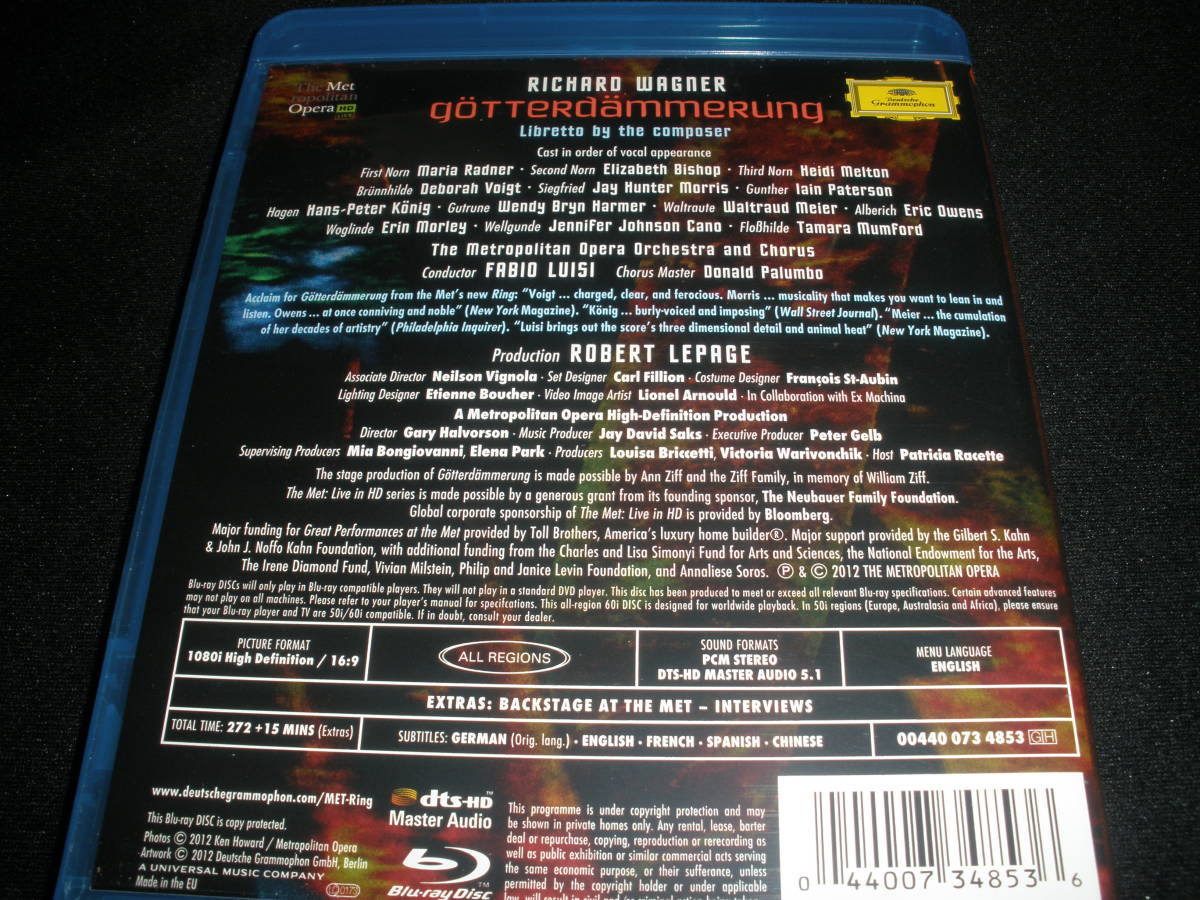 The Met
ropolitan
Opera HD
LIVE
RICHARD WAGNER
Deutsche
Grammophon
GÖTTERDÄMMERUNG
Libretto by the composer
Cast in order of vocal appearance
First Norn Maria Radner · Second Norn Elizabeth Bishop · Third Norn Heidi Melton
Brünnhilde Deborah Voigt · Siegfried Jay Hunter Morris · Gunther Iain Paterson
Hagen Hans-Peter König · Gutrune Wendy Bryn Harmer · Waltraute Waltraud Meier · Alberich Eric Owens
Woglinde Erin Morley · Wellgunde Jennifer Johnson Cano · Floßhilde Tamara Mumford
The Metropolitan Opera Orchestra and Chorus
Conductor FABIO LUISI Chorus Master Donald Palumbo
Acclaim for Götterdämmerung from the Met's new Ring: "Voigt ... charged, clear, and ferocious. Morris ... musicality that makes you want to lean in and
listen. Owens ... at once conniving and noble" (New York Magazine). "König ... burly-voiced and imposing" (Wall Street Journal). "Meier ... the cumulation
of her decades of artistry" (Philadelphia Inquirer). "Luisi brings out the score's three dimensional detail and animal heat" (New York Magazine).
Production ROBERT LEPAGE
Associate Director Neilson Vignola · Set Designer Carl Fillion · Costume Designer François St-Aubin
Lighting Designer Etienne Boucher · Video Image Artist Lionel Arnould · In Collaboration with Ex Machina
A Metropolitan Opera High-Definition Production
Director Gary Halvorson · Music Producer Jay David Saks · Executive Producer Peter Gelb
Supervising Producers Mia Bongiovanni, Elena Park · Producers Louisa Briccetti, Victoria Warivonchik · Host Patricia Racette
The stage production of Götterdämmerung is made possible by Ann Ziff and the Ziff Family, in memory of William Ziff.
The Met: Live in HD series is made possible by a generous grant from its founding sponsor, The Neubauer Family Foundation.
Global corporate sponsorship of The Met: Live in HD is provided by Bloomberg.
Major funding for Great Performances at the Met provided by Toll Brothers, America's luxury home builder®. Major support provided by the Gilbert S. Kahn
& John J. Noffo Kahn Foundation, with additional funding from the Charles and Lisa Simonyi Fund for Arts and Sciences, the National Endowment for the Arts,
The Irene Diamond Fund, Vivian Milstein, Philip and Janice Levin Foundation, and Annaliese Soros. ℗ & © 2012 THE METROPOLITAN OPERA
Blu-ray DISCs will only play in Blu-ray compatible players. They will not play in a standard DVD player. This disc has been produced to meet or exceed all relevant Blu-ray specifications. Certain advanced features
may not play on all machines. Please refer to your player's manual for specifcations. This all-region 60i DISC is designed for worldwide playback. In 50i regions (Europe, Australasia and Africa), please ensure
that your Blu-ray player and TV are 50i/60i compatible. If in doubt, consult your dealer.
PICTURE FORMAT
1080i High Definition / 16:9
ALL REGIONS
SOUND FORMATS
PCM STEREO
DTS-HD MASTER AUDIO 5.1
MENU LANGUAGE
ENGLISH
EXTRAS: BACKSTAGE AT THE MET – INTERVIEWS
TOTAL TIME: 272 +15 MINS (Extras)
SUBTITLES: GERMAN (Orig. lang.) · ENGLISH · FRENCH · SPANISH · CHINESE
00440 073 4853 GH
www.deutschegrammophon.com/MET-Ring
This Blu-ray DISC is copy protected.
Photos © 2012 Ken Howard / Metropolitan Opera
Artwork © 2012 Deutsche Grammophon GmbH, Berlin
A UNIVERSAL MUSIC COMPANY
Made in the EU
dts-HD™
Master Audio
Blu-ray Disc™
This programme is under copyright protection and may
be shown in private homes only. Any rental, lease, barter
deal or repurchase, copying, reproduction or rerecording as
well as public exhibition or similar commercial acts serving
the same economic purpose, or their sufferance, unless
permitted by the copyright holder or under applicable
law, will result in civil and/or criminal action being
0 44007 34853 6